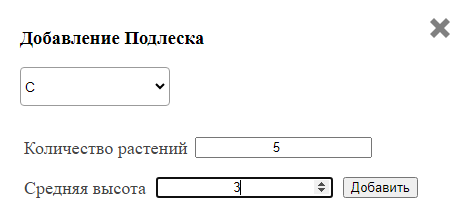 Добавление Подлеска
С
Количество растений 5
Средняя высота 3 Добавить